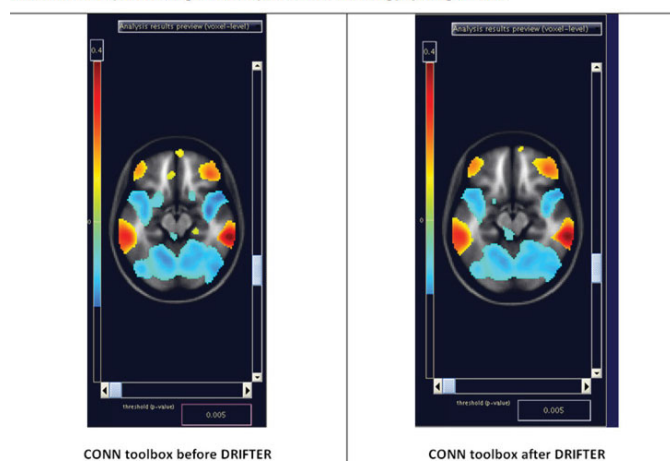 Analysis results preview (voxel-level)
0.4
0
threshold (p-value)
0.005
CONN toolbox before DRIFTER
Analysis results preview (voxel-level)
0.4
0
threshold (p-value)
0.005
CONN toolbox after DRIFTER